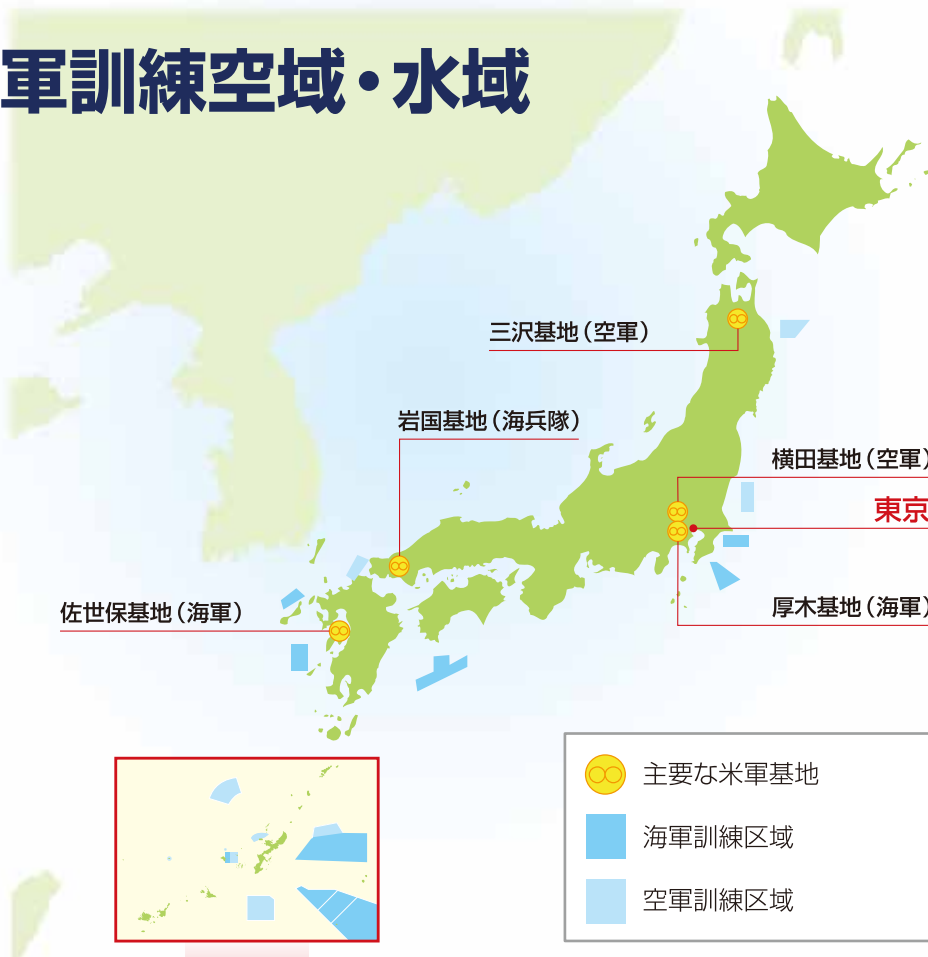 軍訓練空域・水域
三沢基地（空軍）
岩国基地（海兵隊）
横田基地（空軍）
東京
佐世保基地（海軍）
厚木基地（海軍）
主要な米軍基地
海軍訓練区域
空軍訓練区域